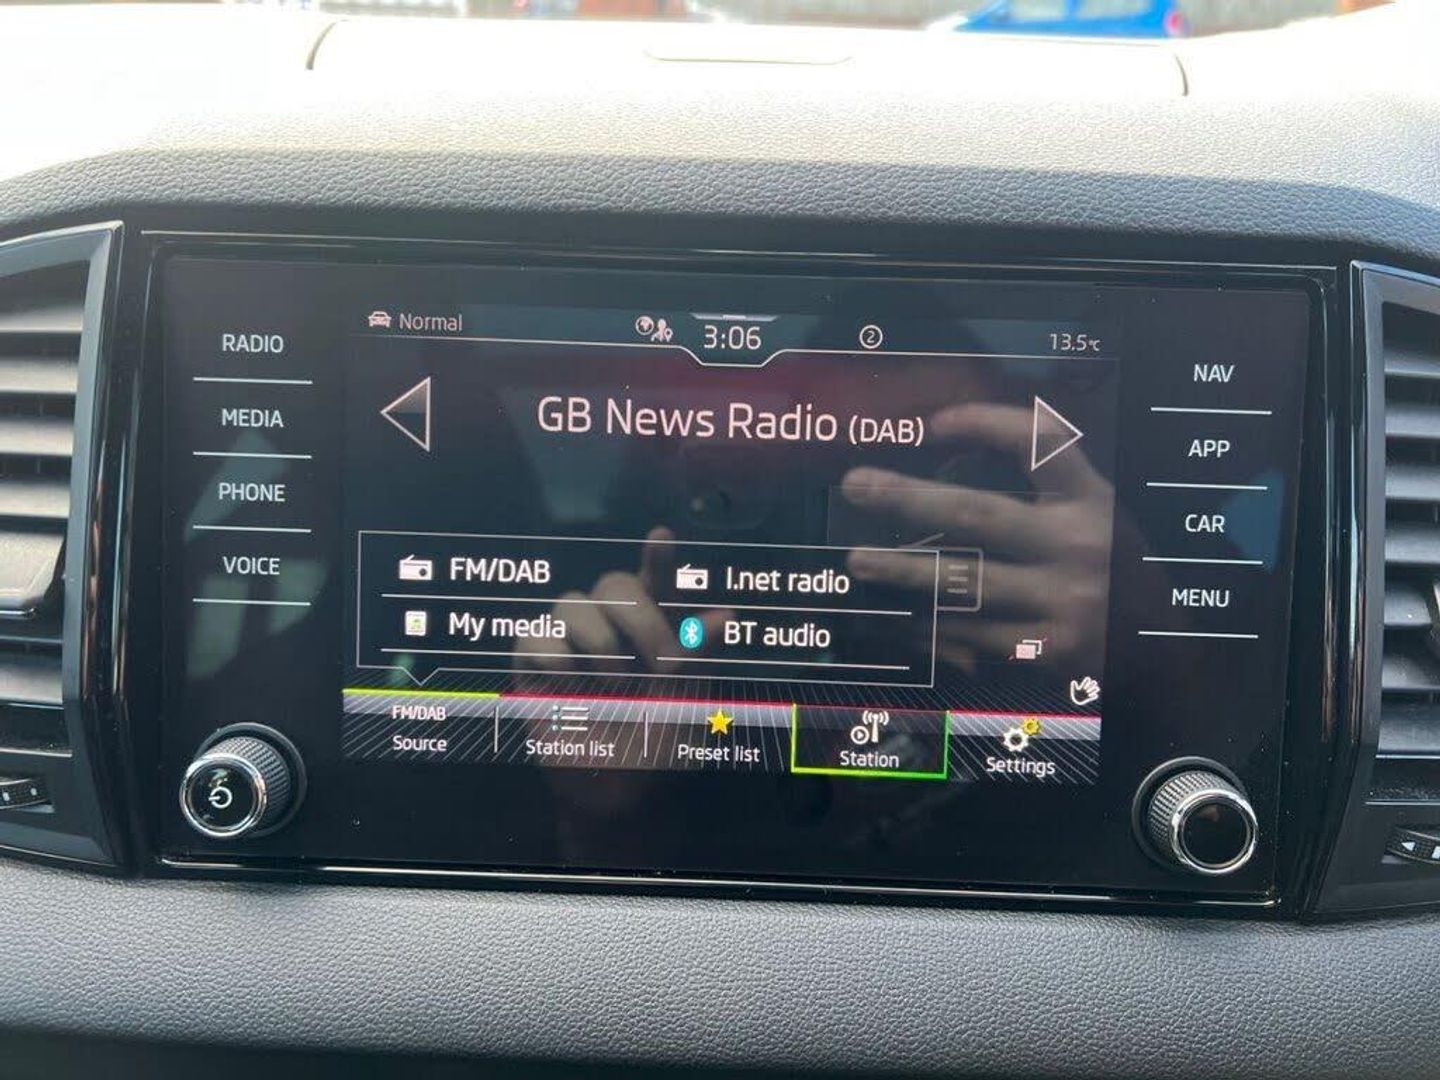 Normal
3:06
2
13.5°C
RADIO
MEDIA
PHONE
VOICE
GB News Radio (DAB)
NAV
APP
CAR
MENU
FM/DAB
I.net radio
My media
BT audio
FM/DAB
Source
Station list
Preset list
Station
Settings